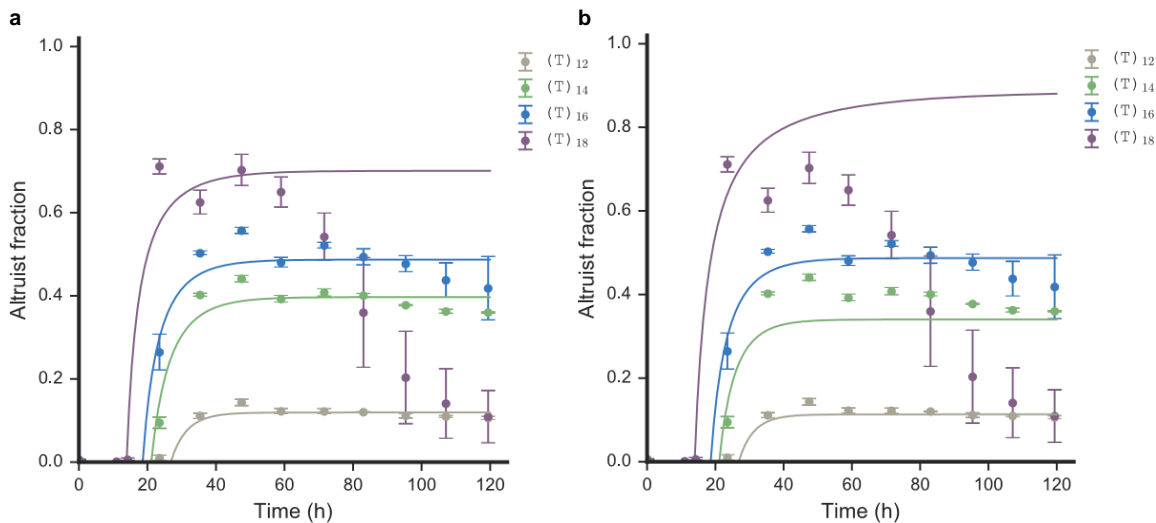 a
1.0
0.8
0.6
0.4
0.2
0.0
0 20 40 60 80 100 120
Altruist fraction
Time (h)
(T) 12
(T) 14
(T) 16
(T) 18
b
1.0
0.8
0.6
0.4
0.2
0.0
0 20 40 60 80 100 120
Altruist fraction
Time (h)
(T) 12
(T) 14
(T) 16
(T) 18